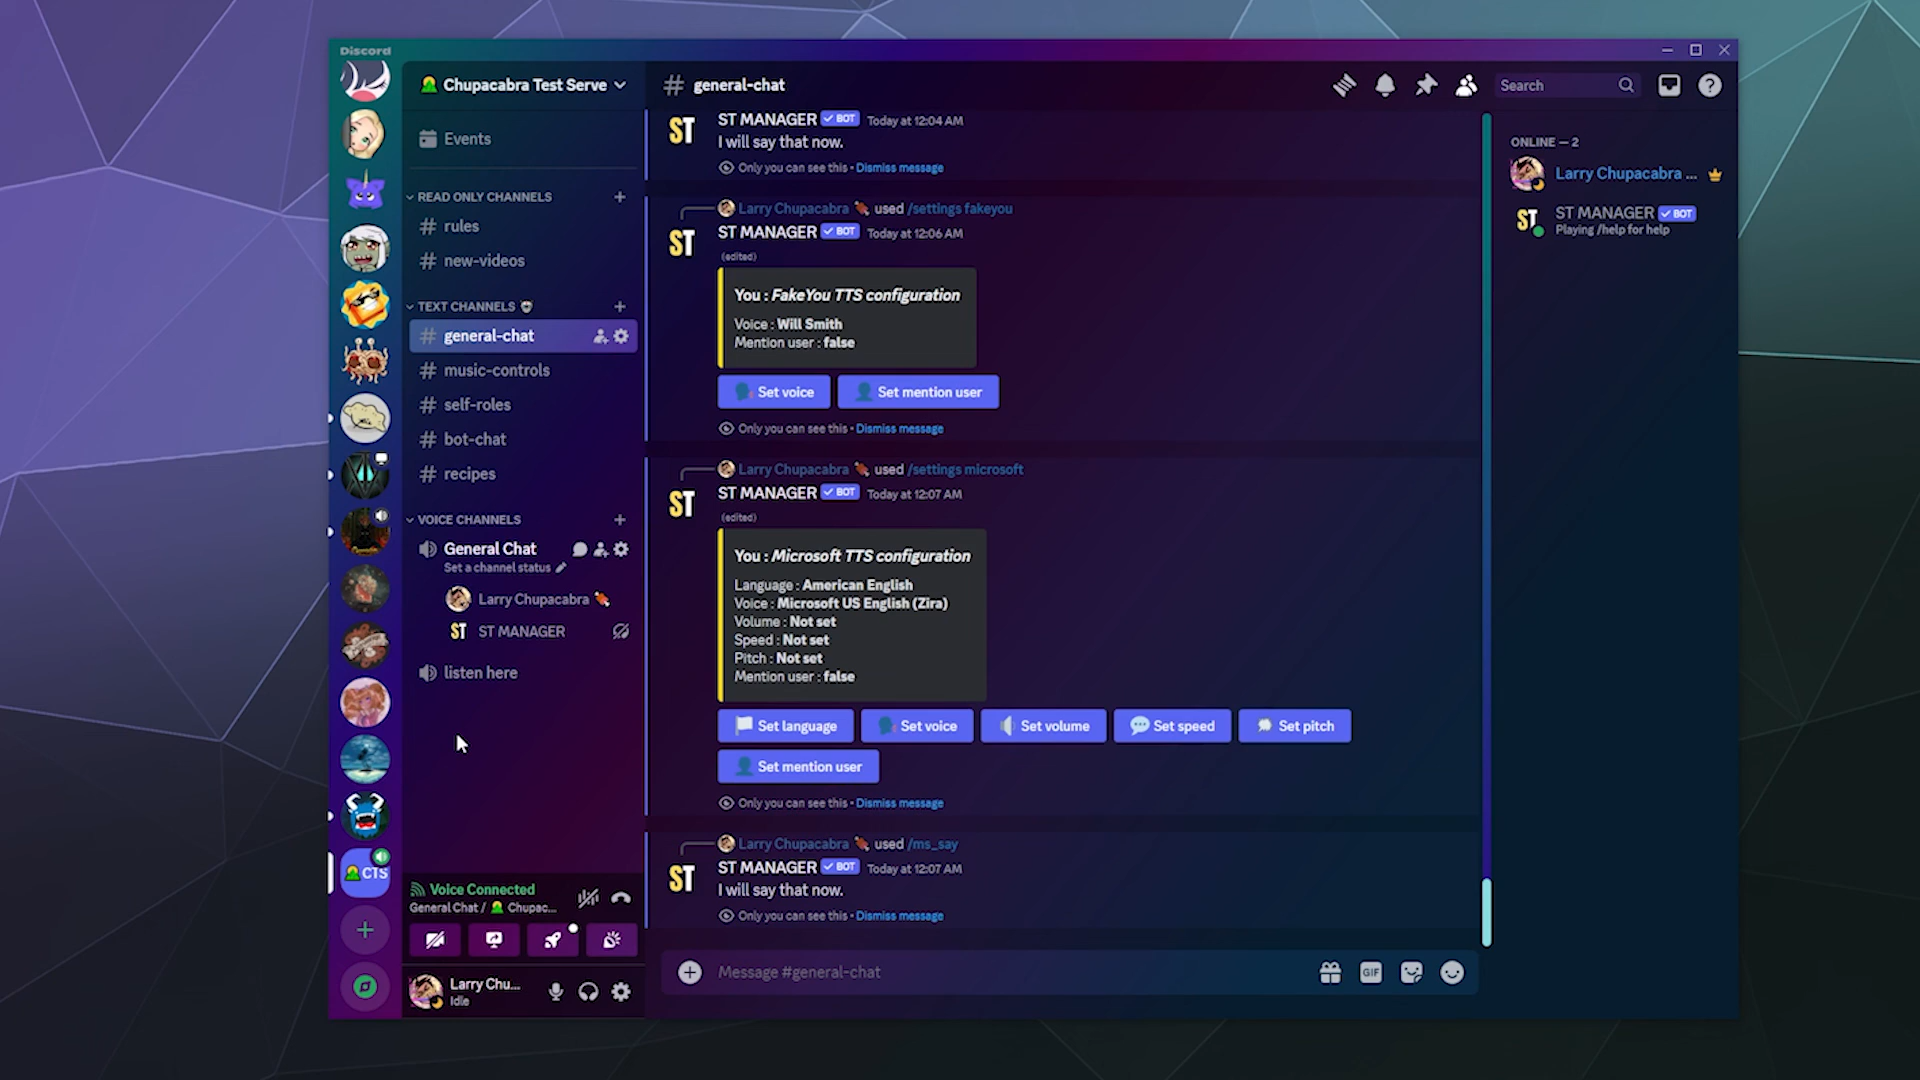 Discord
Chupacabra Test Serve
Events
READ ONLY CHANNELS
rules
new-videos
TEXT CHANNELS
general-chat
music-controls
self-roles
bot-chat
recipes
VOICE CHANNELS
General Chat
Set a channel status
Larry Chupacabra
ST MANAGER
listen here
CTS
Voice Connected
General Chat / Chupac...
Larry Chu...
Idle
# general-chat
Search
ST
ST MANAGER BOT Today at 12:04 AM
I will say that now.
Only you can see this • Dismiss message
Larry Chupacabra used /settings fakeyou
ST
ST MANAGER BOT Today at 12:06 AM
(edited)
You : FakeYou TTS configuration
Voice : Will Smith
Mention user : false
Set voice
Set mention user
Only you can see this • Dismiss message
Larry Chupacabra used /settings microsoft
ST
ST MANAGER BOT Today at 12:07 AM
(edited)
You : Microsoft TTS configuration
Language : American English
Voice : Microsoft US English (Zira)
Volume : Not set
Speed : Not set
Pitch : Not set
Mention user : false
Set language
Set voice
Set volume
Set speed
Set pitch
Set mention user
Only you can see this • Dismiss message
Larry Chupacabra used /ms_say
ST
ST MANAGER BOT Today at 12:07 AM
I will say that now.
Only you can see this • Dismiss message
Message #general-chat
GIF
ONLINE — 2
Larry Chupacabra ...
ST
ST MANAGER BOT
Playing /help for help